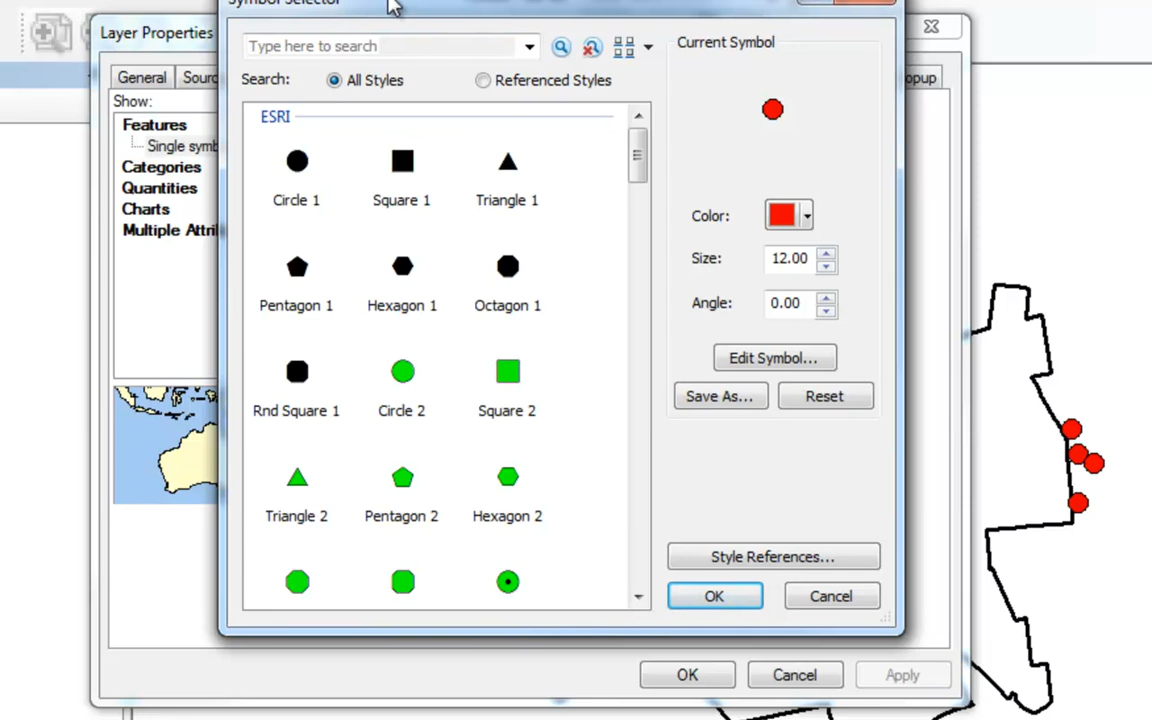 Symbol Selector
Layer Properties
Type here to search
Current Symbol
General
Sourc
opup
Search:
All Styles
Referenced Styles
Show:
Features
Single symb
Categories
Quantities
Charts
Multiple Attri
ESRI
Circle 1
Square 1
Triangle 1
Pentagon 1
Hexagon 1
Octagon 1
Rnd Square 1
Circle 2
Square 2
Triangle 2
Pentagon 2
Hexagon 2
Color:
Size:
12.00
Angle:
0.00
Edit Symbol...
Save As...
Reset
Style References...
OK
Cancel
OK
Cancel
Apply